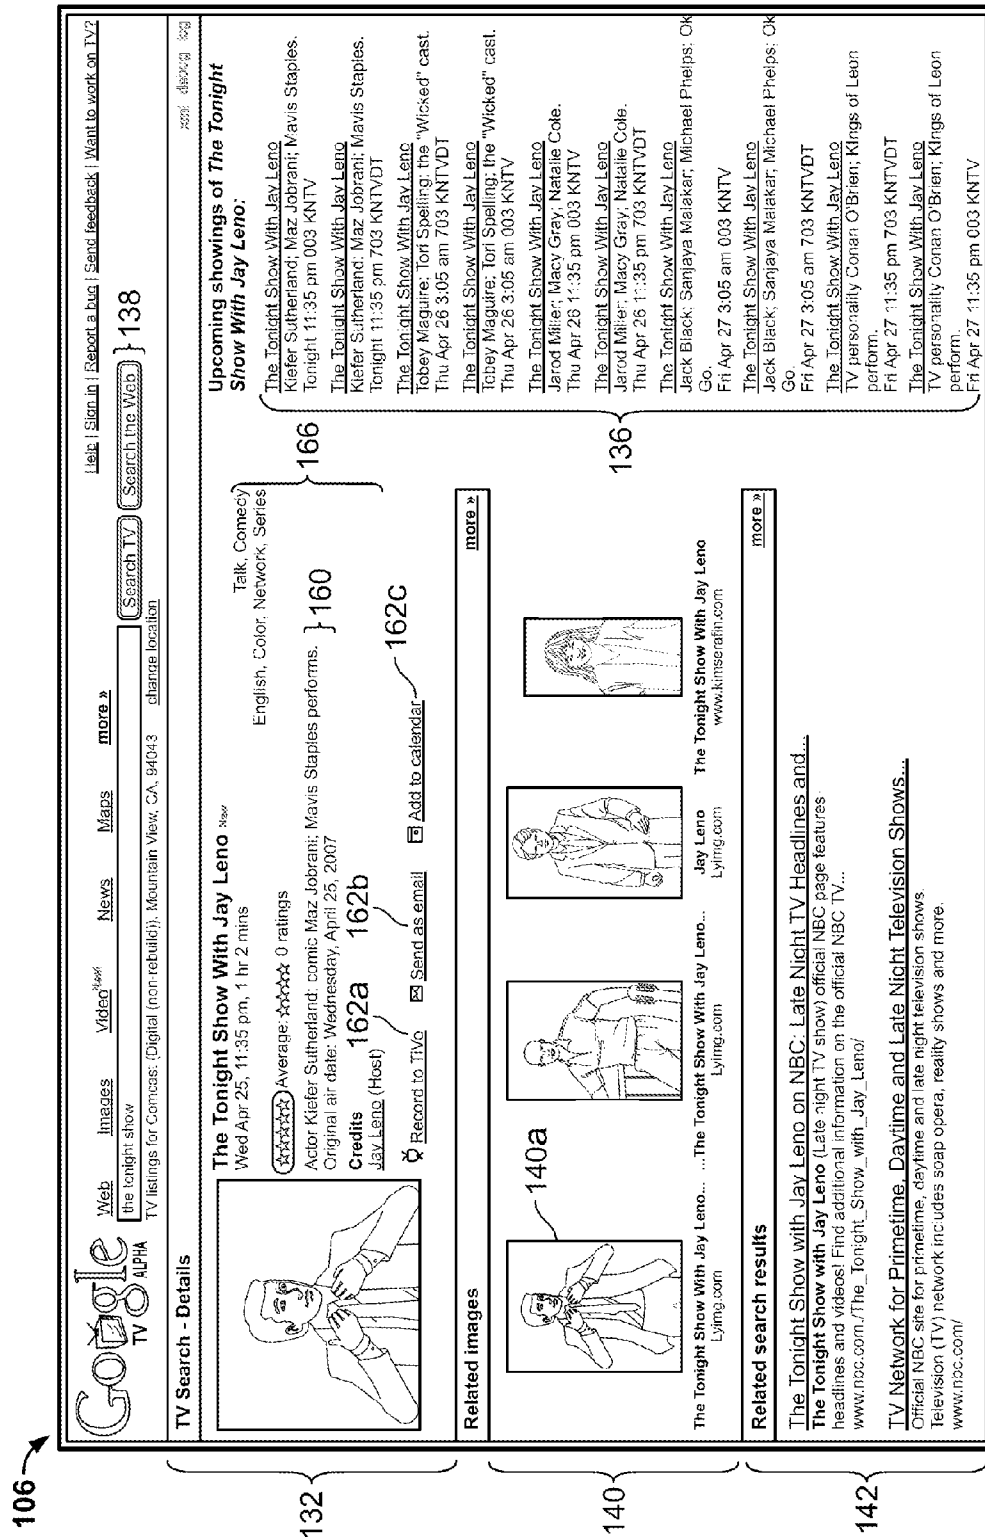 106
Google
TV ALPHA
Web Images Video New News Maps more »
Help | Sign in | Report a bug | Send feedback | Want to work on TV?
the tonight show Search TV Search the Web 138
TV listings for Comcas: (Digital (non-rebuild)), Mountain View, CA, 94043 change location
TV Search - Details
xml debug log
132
The Tonight Show With Jay Leno New
Wed Apr 25, 11:35 pm, 1 hr 2 mins
Talk, Comedy
English, Color, Network, Series
166
☆☆☆☆☆ Average: ☆☆☆☆☆ 0 ratings
Actor Kiefer Sutherland: comic Maz Jobrani; Mavis Staples performs.
Original air date: Wednesday, April 25, 2007
160
Credits
Jay Leno (Host)
162a 162b 162c
Record to TiVo Send as email Add to calendar
Upcoming showings of The Tonight
Show With Jay Leno:
136
The Tonight Show With Jay Leno
Kiefer Sutherland; Maz Jobrani; Mavis Staples.
Tonight 11:35 pm 003 KNTV
The Tonight Show With Jay Leno
Kiefer Sutherland; Maz Jobrani; Mavis Staples.
Tonight 11:35 pm 703 KNTVDT
The Tonight Show With Jay Leno
Tobey Maguire; Tori Spelling; the "Wicked" cast.
Thu Apr 26 3:05 am 003 KNTV
The Tonight Show With Jay Leno
Tobey Maguire; Tori Spelling; the "Wicked" cast.
Thu Apr 26 3:05 am 703 KNTVDT
The Tonight Show With Jay Leno
Jarod Miller; Macy Gray; Natalie Cole.
Thu Apr 26 11:35 pm 003 KNTV
The Tonight Show With Jay Leno
Jarod Miller; Macy Gray; Natalie Cole.
Thu Apr 26 11:35 pm 703 KNTVDT
The Tonight Show With Jay Leno
Jack Black; Sanjaya Malakar; Michael Phelps; Ok
Go.
Fri Apr 27 3:05 am 003 KNTV
The Tonight Show With Jay Leno
Jack Black; Sanjaya Malakar; Michael Phelps; Ok
Go.
Fri Apr 27 3:05 am 703 KNTVDT
The Tonight Show With Jay Leno
TV personality Conan O'Brien; Kings of Leon
perform.
Fri Apr 27 11:35 pm 703 KNTVDT
The Tonight Show With Jay Leno
TV personality Conan O'Brien; Kings of Leon
perform.
Fri Apr 27 11:35 pm 003 KNTV
Related images more »
140
140a
The Tonight Show With Jay Leno...
Lyimg.com
...The Tonight Show With Jay Leno...
Lyimg.com
Jay Leno
Lyimg.com
The Tonight Show With Jay Leno
www.kimserafin.com
Related search results more »
142
The Tonight Show with Jay Leno on NBC: Late Night TV Headlines and...
The Tonight Show with Jay Leno (Late night TV show) official NBC page features
headlines and videos! Find additional information on the official NBC TV...
www.nbc.com./The_Tonight_Show_with_Jay_Leno/
TV Network for Primetime, Daytime and Late Night Television Shows...
Official NBC site for primetime, daytime and late night television shows.
Television (TV) network includes soap opera, reality shows and more.
www.nbc.com/